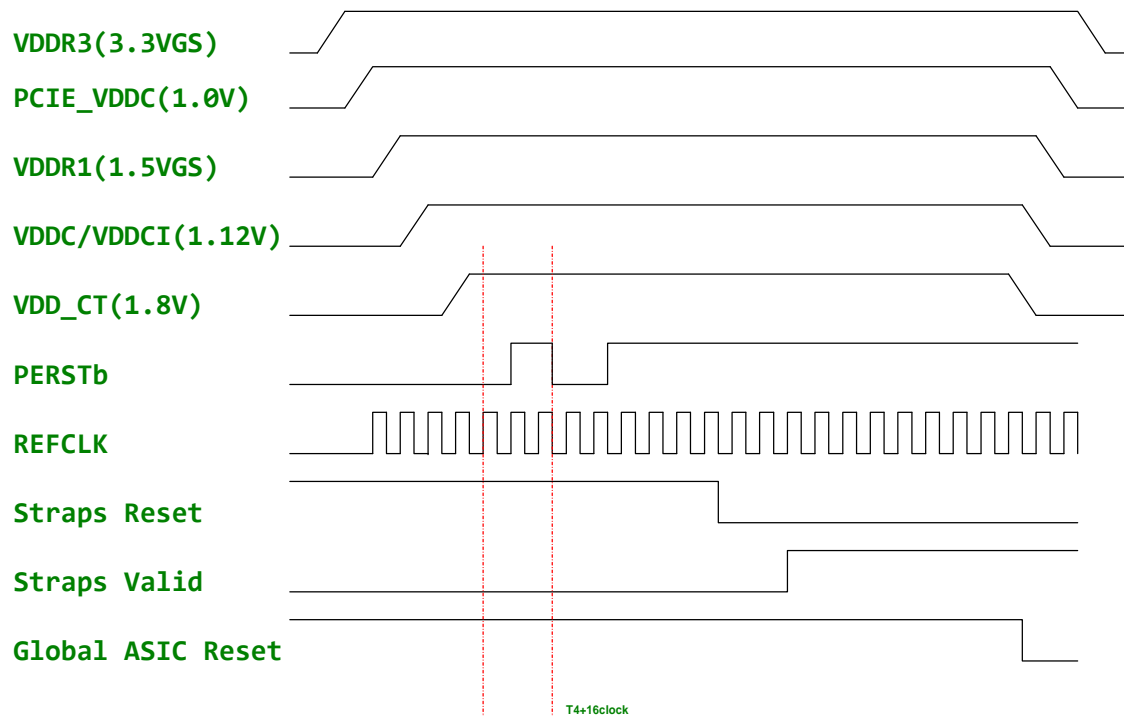 VDDR3(3.3VGS)
PCIE_VDDC(1.0V)
VDDR1(1.5VGS)
VDDC/VDDCI(1.12V)
VDD_CT(1.8V)
PERSTb
REFCLK
Straps Reset
Straps Valid
Global ASIC Reset
T4+16clock